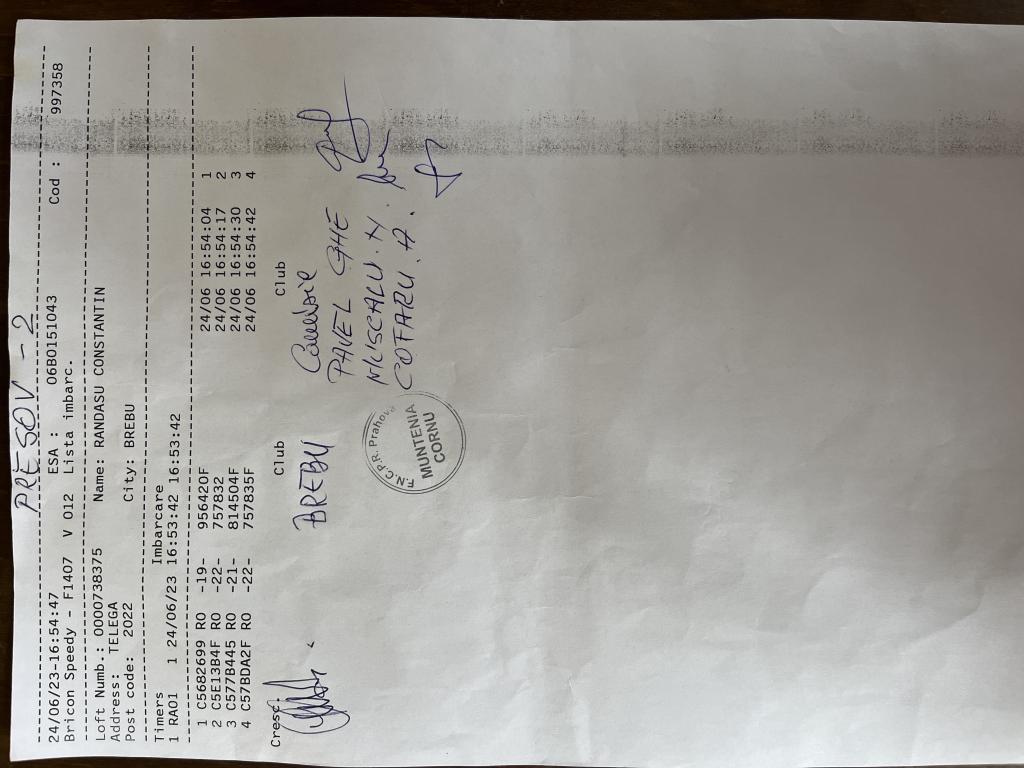 PRESOV - 2
24/06/23-16:54:47 ESA : 06B0151043 Cod : 997358
Bricon Speedy - F1407 V 012 Lista imbarc.
Loft Numb.: 0000738375 Name: RANDASU CONSTANTIN
Address: TELEGA
Post code: 2022 City: BREBU
Timers Imbarcare
1 RA01 1 24/06/23 16:53:42 16:53:42
1 C5682699 RO -19- 956420F 24/06 16:54:04 1
2 C5E13B4F RO -22- 757832 24/06 16:54:17 2
3 C577B445 RO -21- 814504F 24/06 16:54:30 3
4 C57BDA2F RO -22- 757835F 24/06 16:54:42 4
Cresc. Club Club
BREBU Comisie
PAVEL GHE
MUSCALU. N.
COFARU. A.
F.N.C.P.R. Prahova
MUNTENIA
CORNU